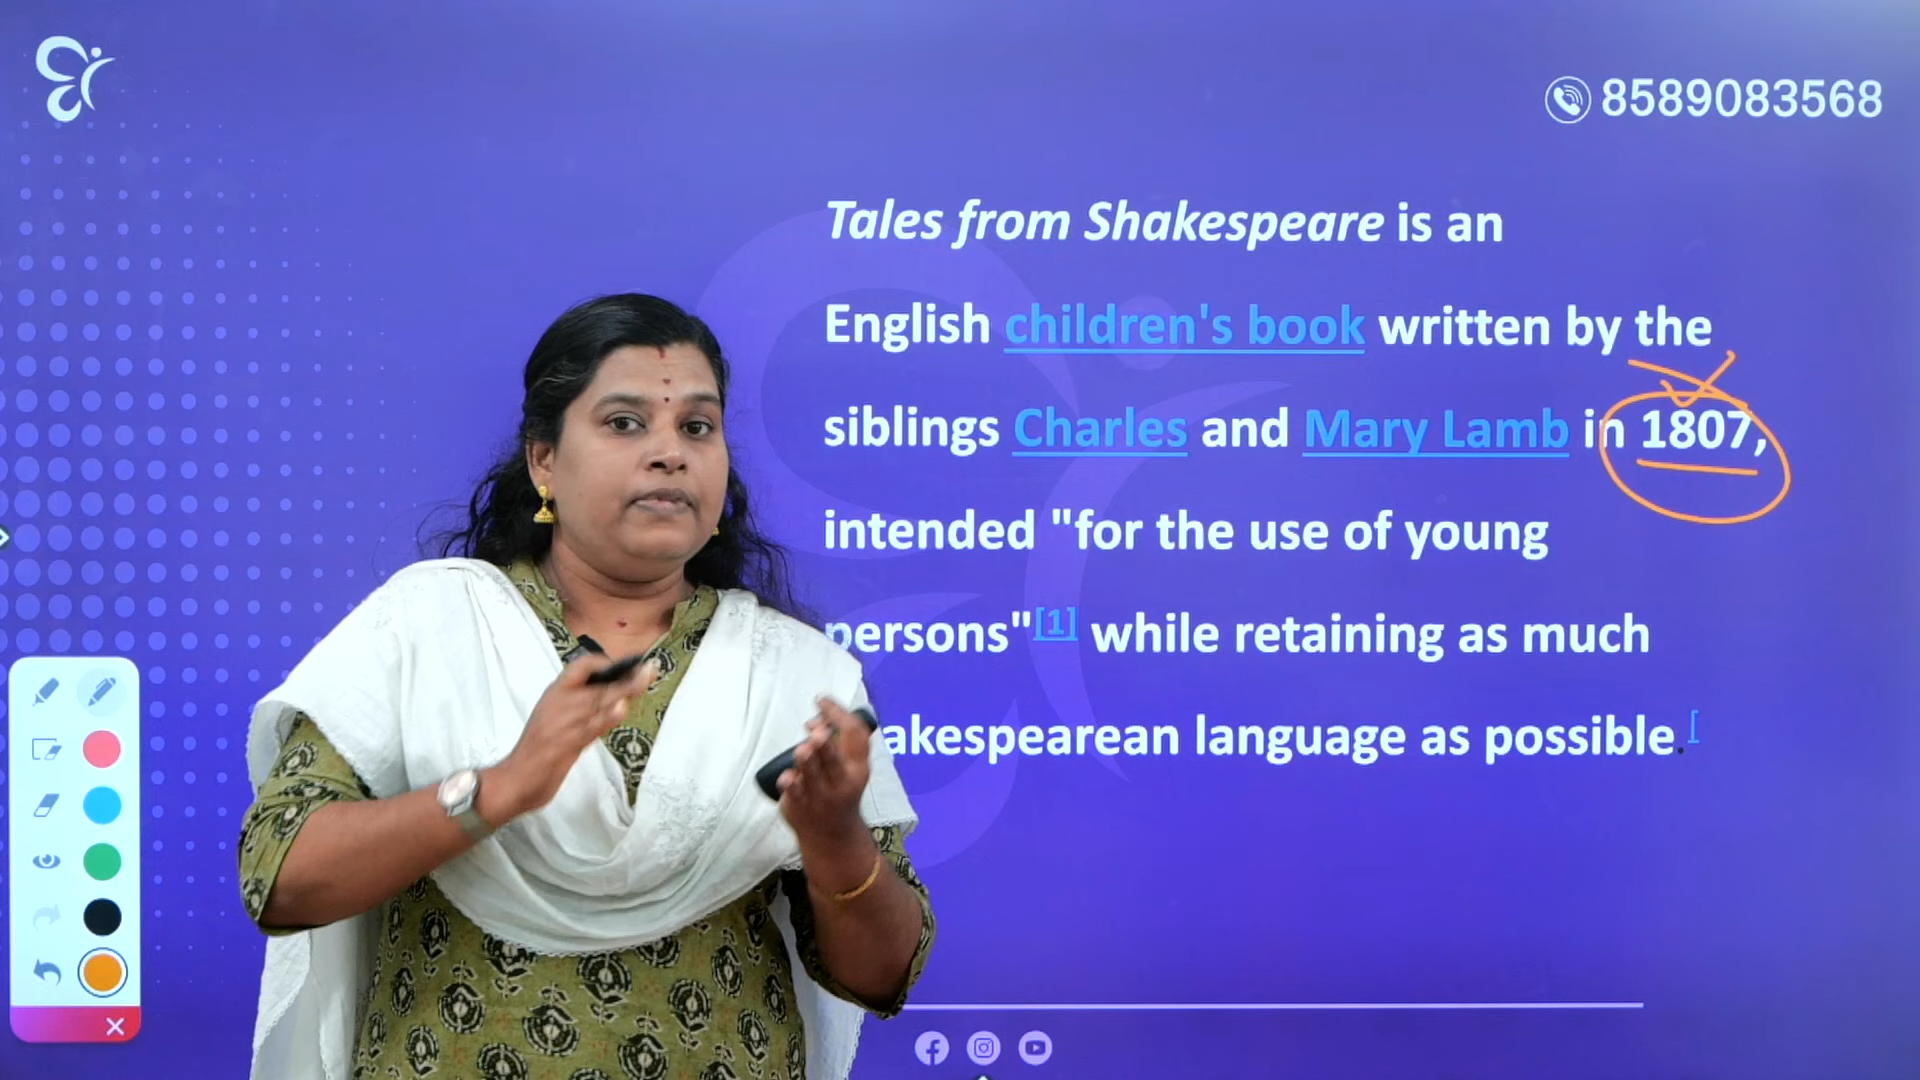 8589083568
Tales from Shakespeare is an
English children's book written by the
siblings Charles and Mary Lamb in 1807,
intended "for the use of young
persons"[1] while retaining as much
akespearean language as possible.[